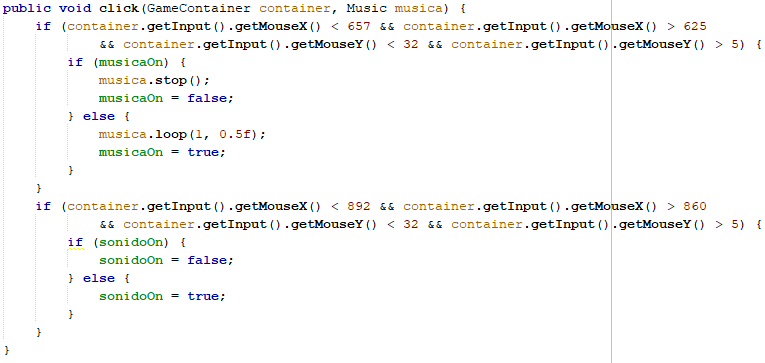 public void click(GameContainer container, Music musica) {
    if (container.getInput().getMouseX() < 657 && container.getInput().getMouseX() > 625
            && container.getInput().getMouseY() < 32 && container.getInput().getMouseY() > 5) {
        if (musicaOn) {
            musica.stop();
            musicaOn = false;
        } else {
            musica.loop(1, 0.5f);
            musicaOn = true;
        }
    }
    if (container.getInput().getMouseX() < 892 && container.getInput().getMouseX() > 860
            && container.getInput().getMouseY() < 32 && container.getInput().getMouseY() > 5) {
        if (sonidoOn) {
            sonidoOn = false;
        } else {
            sonidoOn = true;
        }
    }
}